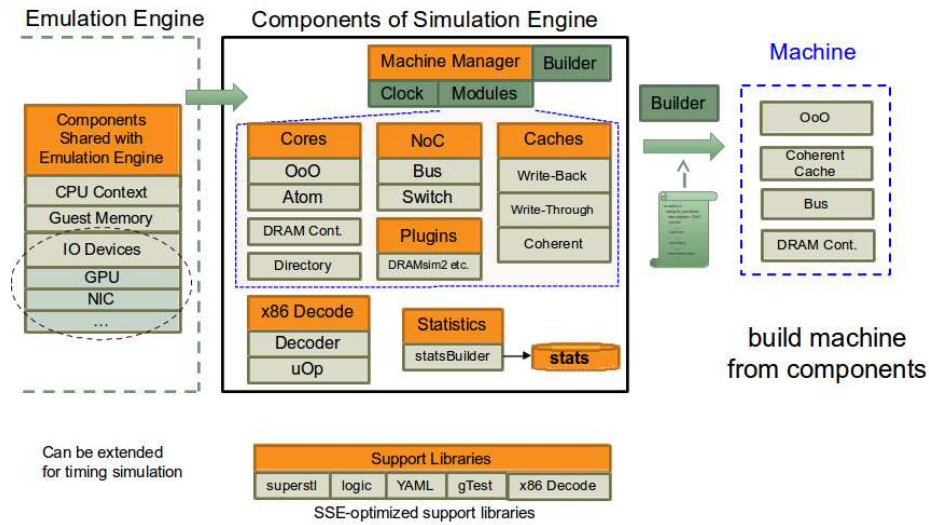 Emulation Engine
Components
Shared with
Emulation Engine
CPU Context
Guest Memory
IO Devices
GPU
NIC
...
Can be extended
for timing simulation
Components of Simulation Engine
Machine Manager
Builder
Clock
Modules
Cores
OoO
Atom
DRAM Cont.
Directory
NoC
Bus
Switch
Plugins
DRAMsim2 etc.
Caches
Write-Back
Write-Through
Coherent
x86 Decode
Decoder
uOp
Statistics
statsBuilder
stats
Builder
Machine
OoO
Coherent
Cache
Bus
DRAM Cont.
build machine
from components
Support Libraries
superstl
logic
YAML
gTest
x86 Decode
SSE-optimized support libraries